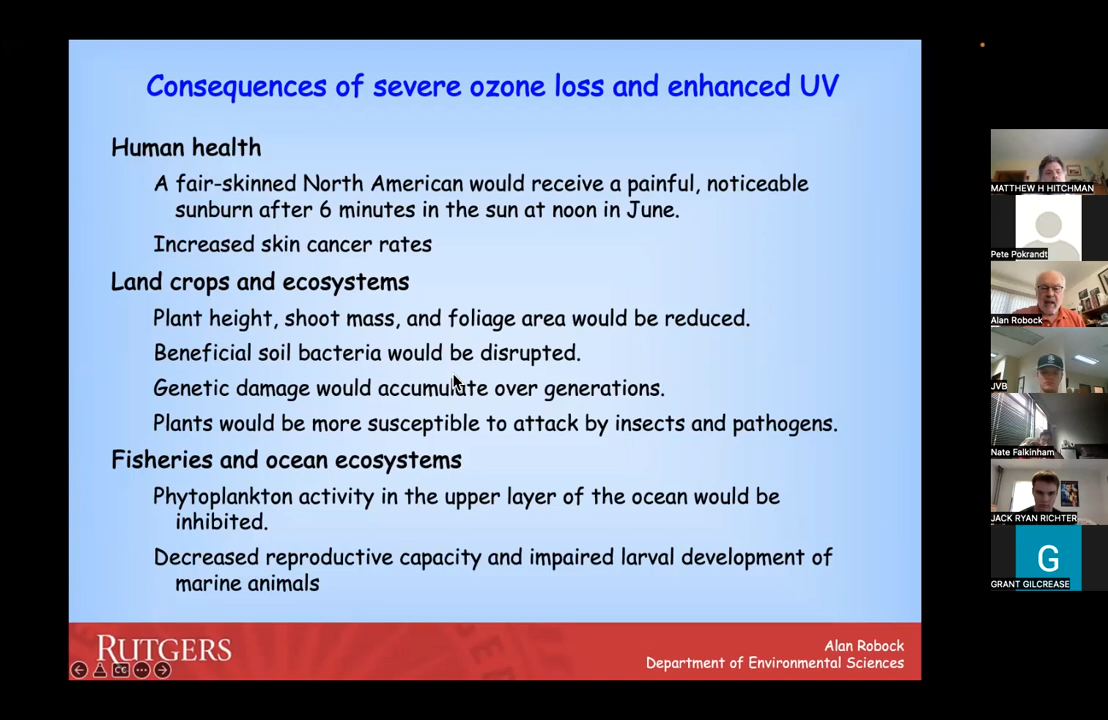 Consequences of severe ozone loss and enhanced UV
Human health
A fair-skinned North American would receive a painful, noticeable
sunburn after 6 minutes in the sun at noon in June.
Increased skin cancer rates
Land crops and ecosystems
Plant height, shoot mass, and foliage area would be reduced.
Beneficial soil bacteria would be disrupted.
Genetic damage would accumulate over generations.
Plants would be more susceptible to attack by insects and pathogens.
Fisheries and ocean ecosystems
Phytoplankton activity in the upper layer of the ocean would be
inhibited.
Decreased reproductive capacity and impaired larval development of
marine animals
RUTGERS
CC
Alan Robock
Department of Environmental Sciences
MATTHEW H HITCHMAN
Pete Pokrandt
Alan Robock
JVB
Nate Falkinham
JACK RYAN RICHTER
G
GRANT GILCREASE